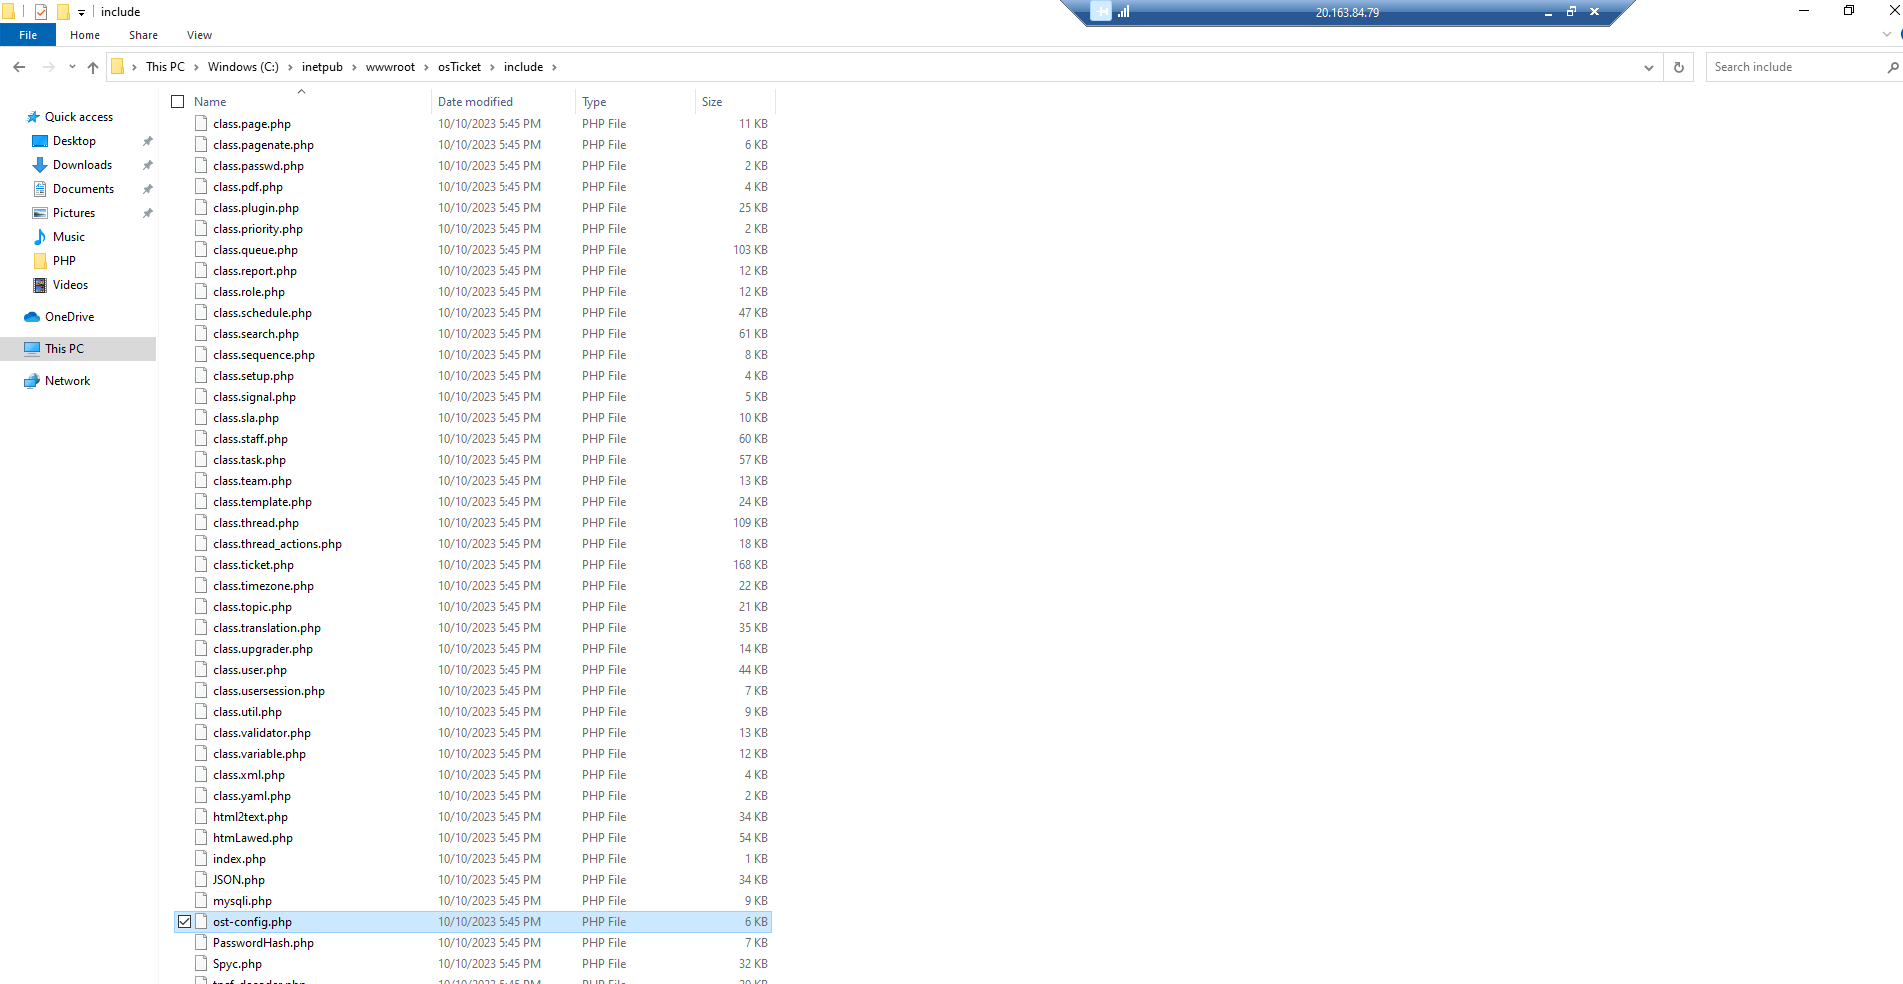 include
20.163.84.79
File Home Share View
This PC Windows (C:) inetpub wwwroot osTicket include
Search include
Quick access
Desktop
Downloads
Documents
Pictures
Music
PHP
Videos
OneDrive
This PC
Network
Name Date modified Type Size
class.page.php 10/10/2023 5:45 PM PHP File 11 KB
class.pagenate.php 10/10/2023 5:45 PM PHP File 6 KB
class.passwd.php 10/10/2023 5:45 PM PHP File 2 KB
class.pdf.php 10/10/2023 5:45 PM PHP File 4 KB
class.plugin.php 10/10/2023 5:45 PM PHP File 25 KB
class.priority.php 10/10/2023 5:45 PM PHP File 2 KB
class.queue.php 10/10/2023 5:45 PM PHP File 103 KB
class.report.php 10/10/2023 5:45 PM PHP File 12 KB
class.role.php 10/10/2023 5:45 PM PHP File 12 KB
class.schedule.php 10/10/2023 5:45 PM PHP File 47 KB
class.search.php 10/10/2023 5:45 PM PHP File 61 KB
class.sequence.php 10/10/2023 5:45 PM PHP File 8 KB
class.setup.php 10/10/2023 5:45 PM PHP File 4 KB
class.signal.php 10/10/2023 5:45 PM PHP File 5 KB
class.sla.php 10/10/2023 5:45 PM PHP File 10 KB
class.staff.php 10/10/2023 5:45 PM PHP File 60 KB
class.task.php 10/10/2023 5:45 PM PHP File 57 KB
class.team.php 10/10/2023 5:45 PM PHP File 13 KB
class.template.php 10/10/2023 5:45 PM PHP File 24 KB
class.thread.php 10/10/2023 5:45 PM PHP File 109 KB
class.thread_actions.php 10/10/2023 5:45 PM PHP File 18 KB
class.ticket.php 10/10/2023 5:45 PM PHP File 168 KB
class.timezone.php 10/10/2023 5:45 PM PHP File 22 KB
class.topic.php 10/10/2023 5:45 PM PHP File 21 KB
class.translation.php 10/10/2023 5:45 PM PHP File 35 KB
class.upgrader.php 10/10/2023 5:45 PM PHP File 14 KB
class.user.php 10/10/2023 5:45 PM PHP File 44 KB
class.usersession.php 10/10/2023 5:45 PM PHP File 7 KB
class.util.php 10/10/2023 5:45 PM PHP File 9 KB
class.validator.php 10/10/2023 5:45 PM PHP File 13 KB
class.variable.php 10/10/2023 5:45 PM PHP File 12 KB
class.xml.php 10/10/2023 5:45 PM PHP File 4 KB
class.yaml.php 10/10/2023 5:45 PM PHP File 2 KB
html2text.php 10/10/2023 5:45 PM PHP File 34 KB
htmLawed.php 10/10/2023 5:45 PM PHP File 54 KB
index.php 10/10/2023 5:45 PM PHP File 1 KB
JSON.php 10/10/2023 5:45 PM PHP File 34 KB
mysqli.php 10/10/2023 5:45 PM PHP File 9 KB
ost-config.php 10/10/2023 5:45 PM PHP File 6 KB
PasswordHash.php 10/10/2023 5:45 PM PHP File 7 KB
Spyc.php 10/10/2023 5:45 PM PHP File 32 KB